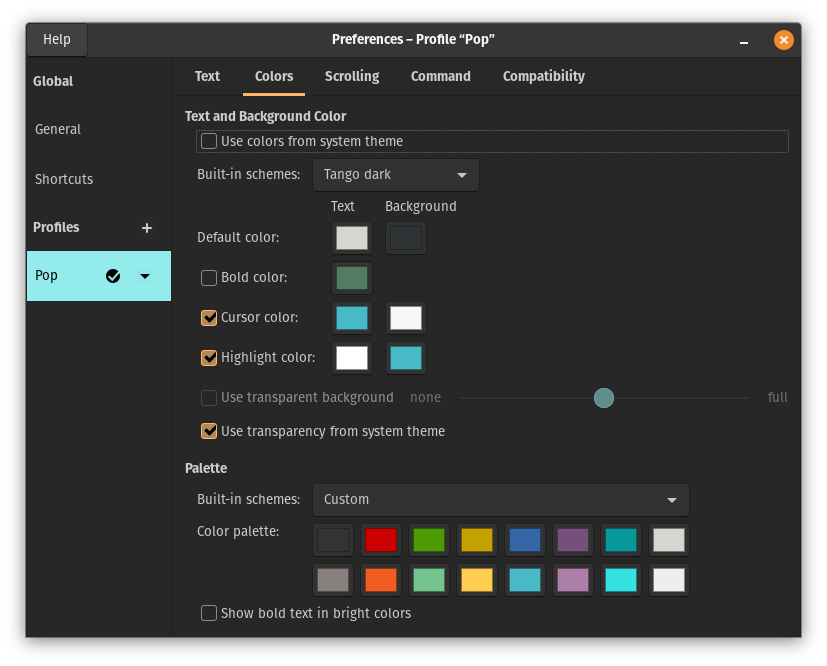 Help
Preferences – Profile “Pop”
Global
General
Shortcuts
Profiles
Pop
Text Colors Scrolling Command Compatibility
Text and Background Color
Use colors from system theme
Built-in schemes: Tango dark
Text Background
Default color:
Bold color:
Cursor color:
Highlight color:
Use transparent background none full
Use transparency from system theme
Palette
Built-in schemes: Custom
Color palette:
Show bold text in bright colors